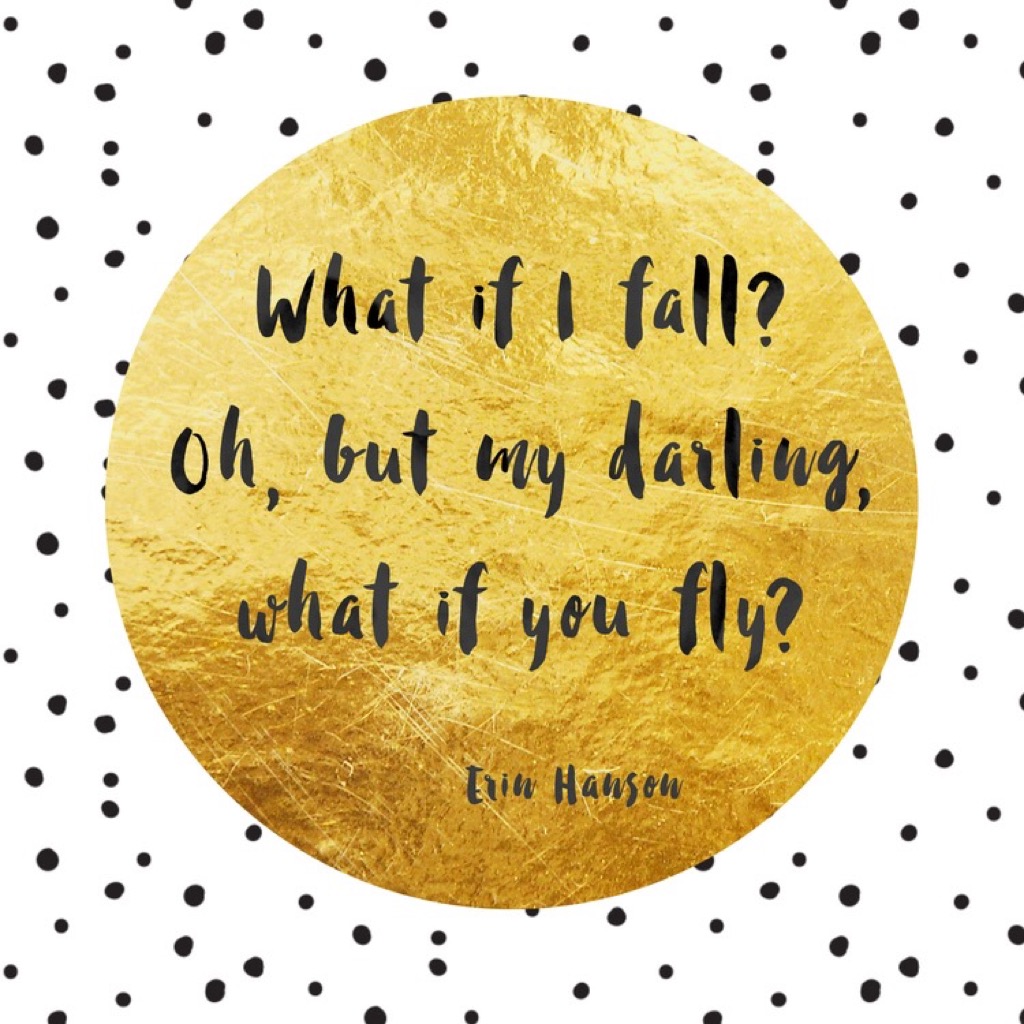 What if I fall?
Oh, but my darling,
what if you fly?
Erin Hanson